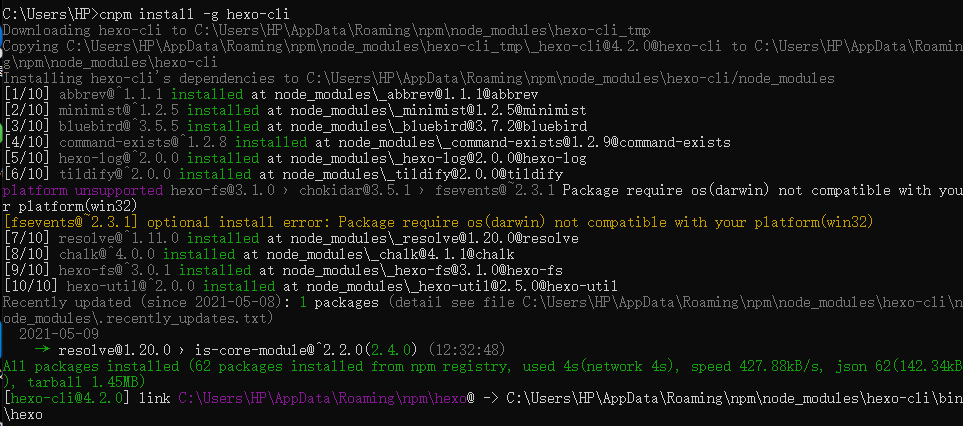 C:\Users\HP>cnpm install -g hexo-cli
Downloading hexo-cli to C:\Users\HP\AppData\Roaming\npm\node_modules\hexo-cli_tmp
Copying C:\Users\HP\AppData\Roaming\npm\node_modules\hexo-cli_tmp\_hexo-cli@4.2.0@hexo-cli to C:\Users\HP\AppData\Roamin
g\npm\node_modules\hexo-cli
Installing hexo-cli's dependencies to C:\Users\HP\AppData\Roaming\npm\node_modules\hexo-cli/node_modules
[1/10] abbrev@^1.1.1 installed at node_modules\_abbrev@1.1.1@abbrev
[2/10] minimist@^1.2.5 installed at node_modules\_minimist@1.2.5@minimist
[3/10] bluebird@^3.5.5 installed at node_modules\_bluebird@3.7.2@bluebird
[4/10] command-exists@^1.2.8 installed at node_modules\_command-exists@1.2.9@command-exists
[5/10] hexo-log@^2.0.0 installed at node_modules\_hexo-log@2.0.0@hexo-log
[6/10] tildify@^2.0.0 installed at node_modules\_tildify@2.0.0@tildify
platform unsupported hexo-fs@3.1.0 › chokidar@3.5.1 › fsevents@~2.3.1 Package require os(darwin) not compatible with you
r platform(win32)
[fsevents@~2.3.1] optional install error: Package require os(darwin) not compatible with your platform(win32)
[7/10] resolve@^1.11.0 installed at node_modules\_resolve@1.20.0@resolve
[8/10] chalk@^4.0.0 installed at node_modules\_chalk@4.1.1@chalk
[9/10] hexo-fs@^3.0.1 installed at node_modules\_hexo-fs@3.1.0@hexo-fs
[10/10] hexo-util@^2.0.0 installed at node_modules\_hexo-util@2.5.0@hexo-util
Recently updated (since 2021-05-08): 1 packages (detail see file C:\Users\HP\AppData\Roaming\npm\node_modules\hexo-cli\n
ode_modules\.recently_updates.txt)
2021-05-09
→ resolve@1.20.0 › is-core-module@^2.2.0(2.4.0) (12:32:48)
All packages installed (62 packages installed from npm registry, used 4s(network 4s), speed 427.88kB/s, json 62(142.34kB
), tarball 1.45MB)
[hexo-cli@4.2.0] link C:\Users\HP\AppData\Roaming\npm\hexo@ -> C:\Users\HP\AppData\Roaming\npm\node_modules\hexo-cli\bin
\hexo